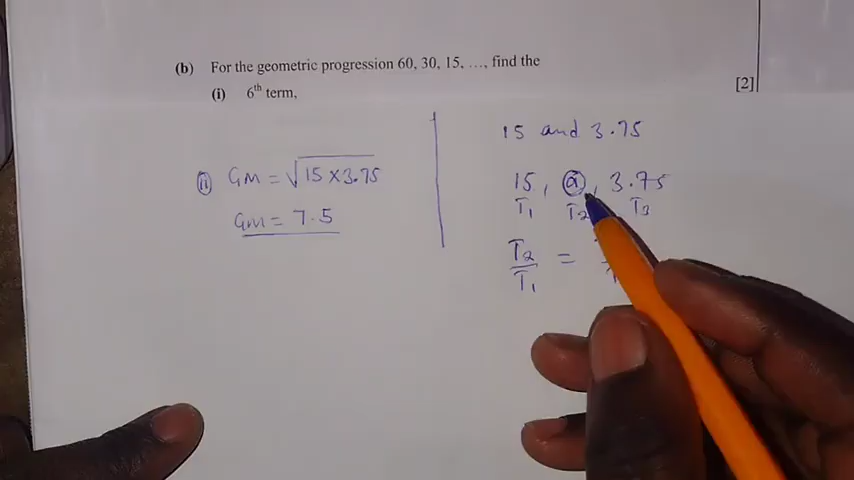 (b) For the geometric progression 60, 30, 15, ..., find the
(i) 6th term,
[2]
(ii) GM = √15 × 3.75
GM = 7.5
15 and 3.75
15, x, 3.75
T1 T2 T3
T2/T1 =